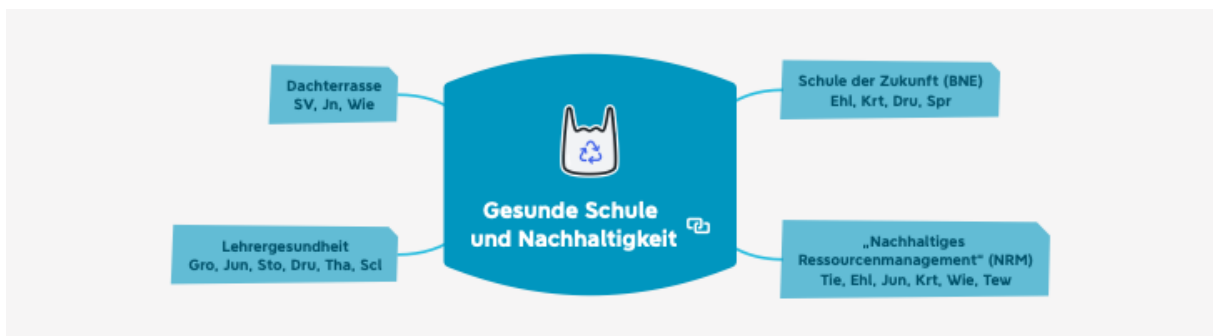 Dachterrasse
SV, Jn, Wie
Schule der Zukunft (BNE)
Ehl, Krt, Dru, Spr
Gesunde Schule
und Nachhaltigkeit
Lehrergesundheit
Gro, Jun, Sto, Dru, Tha, Scl
„Nachhaltiges
Ressourcenmanagement“ (NRM)
Tie, Ehl, Jun, Krt, Wie, Tew